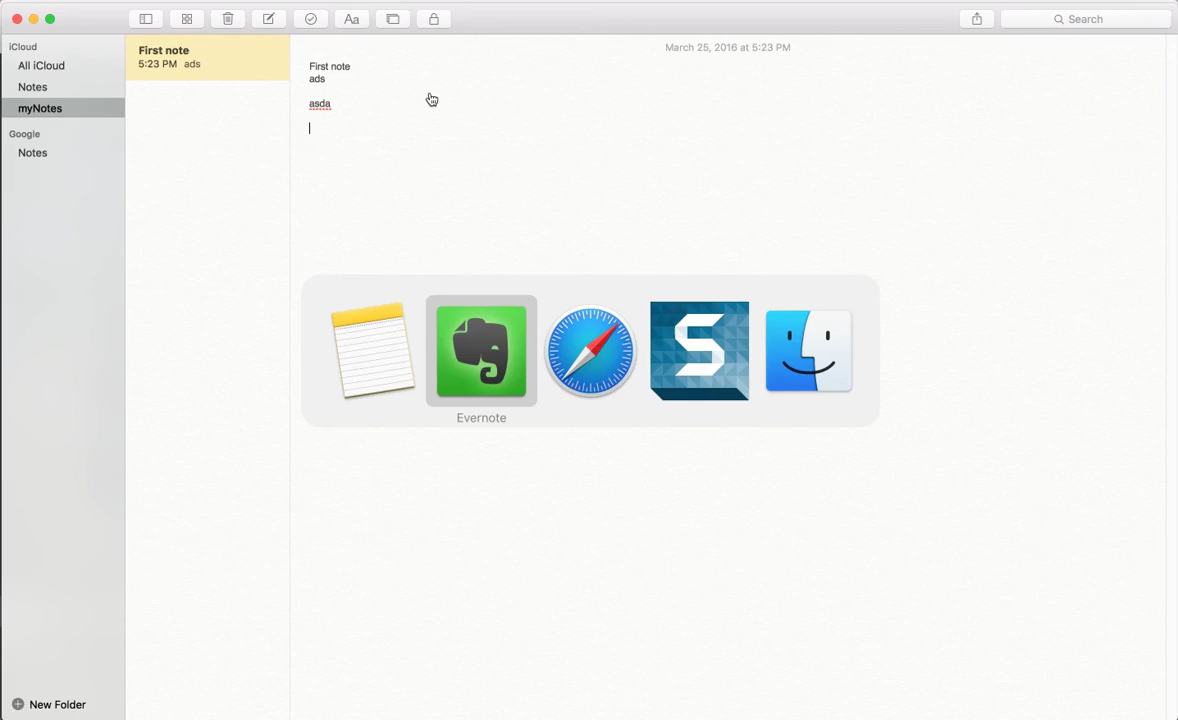 Aa
Search
iCloud
All iCloud
Notes
myNotes
Google
Notes
First note
5:23 PM ads
March 25, 2016 at 5:23 PM
First note
ads
asda
S
Evernote
New Folder